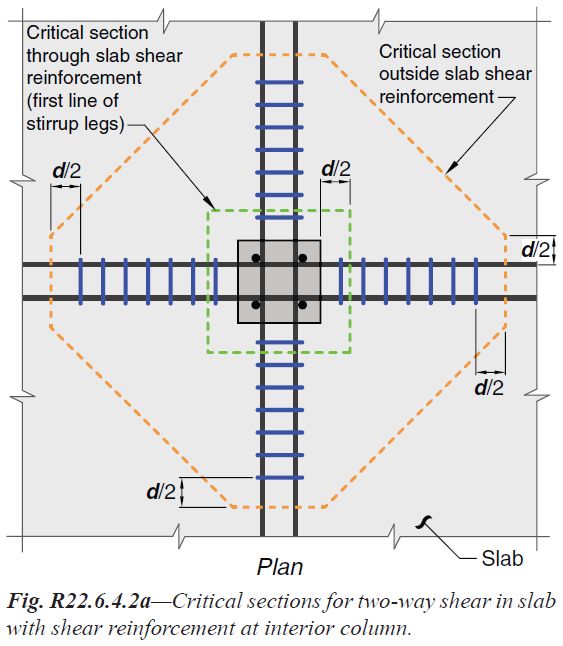 Critical section
through slab shear
reinforcement
(first line of
stirrup legs)
Critical section
outside slab shear
reinforcement
d/2
d/2
d/2
d/2
d/2
Slab
Plan
Fig. R22.6.4.2a—Critical sections for two-way shear in slab
with shear reinforcement at interior column.